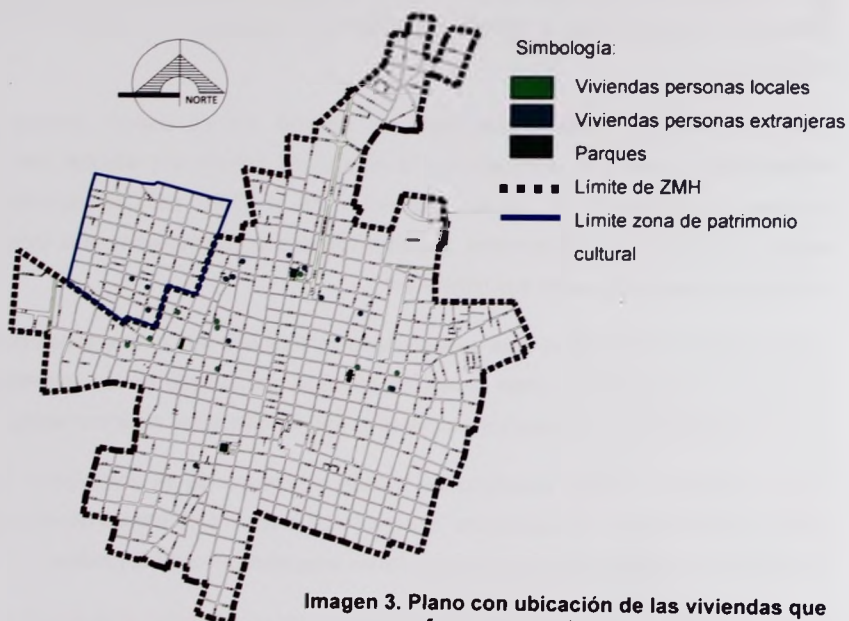 NORTE
Simbología:
Viviendas personas locales
Viviendas personas extranjeras
Parques
Límite de ZMH
Límite zona de patrimonio
cultural
Imagen 3. Plano con ubicación de las viviendas que